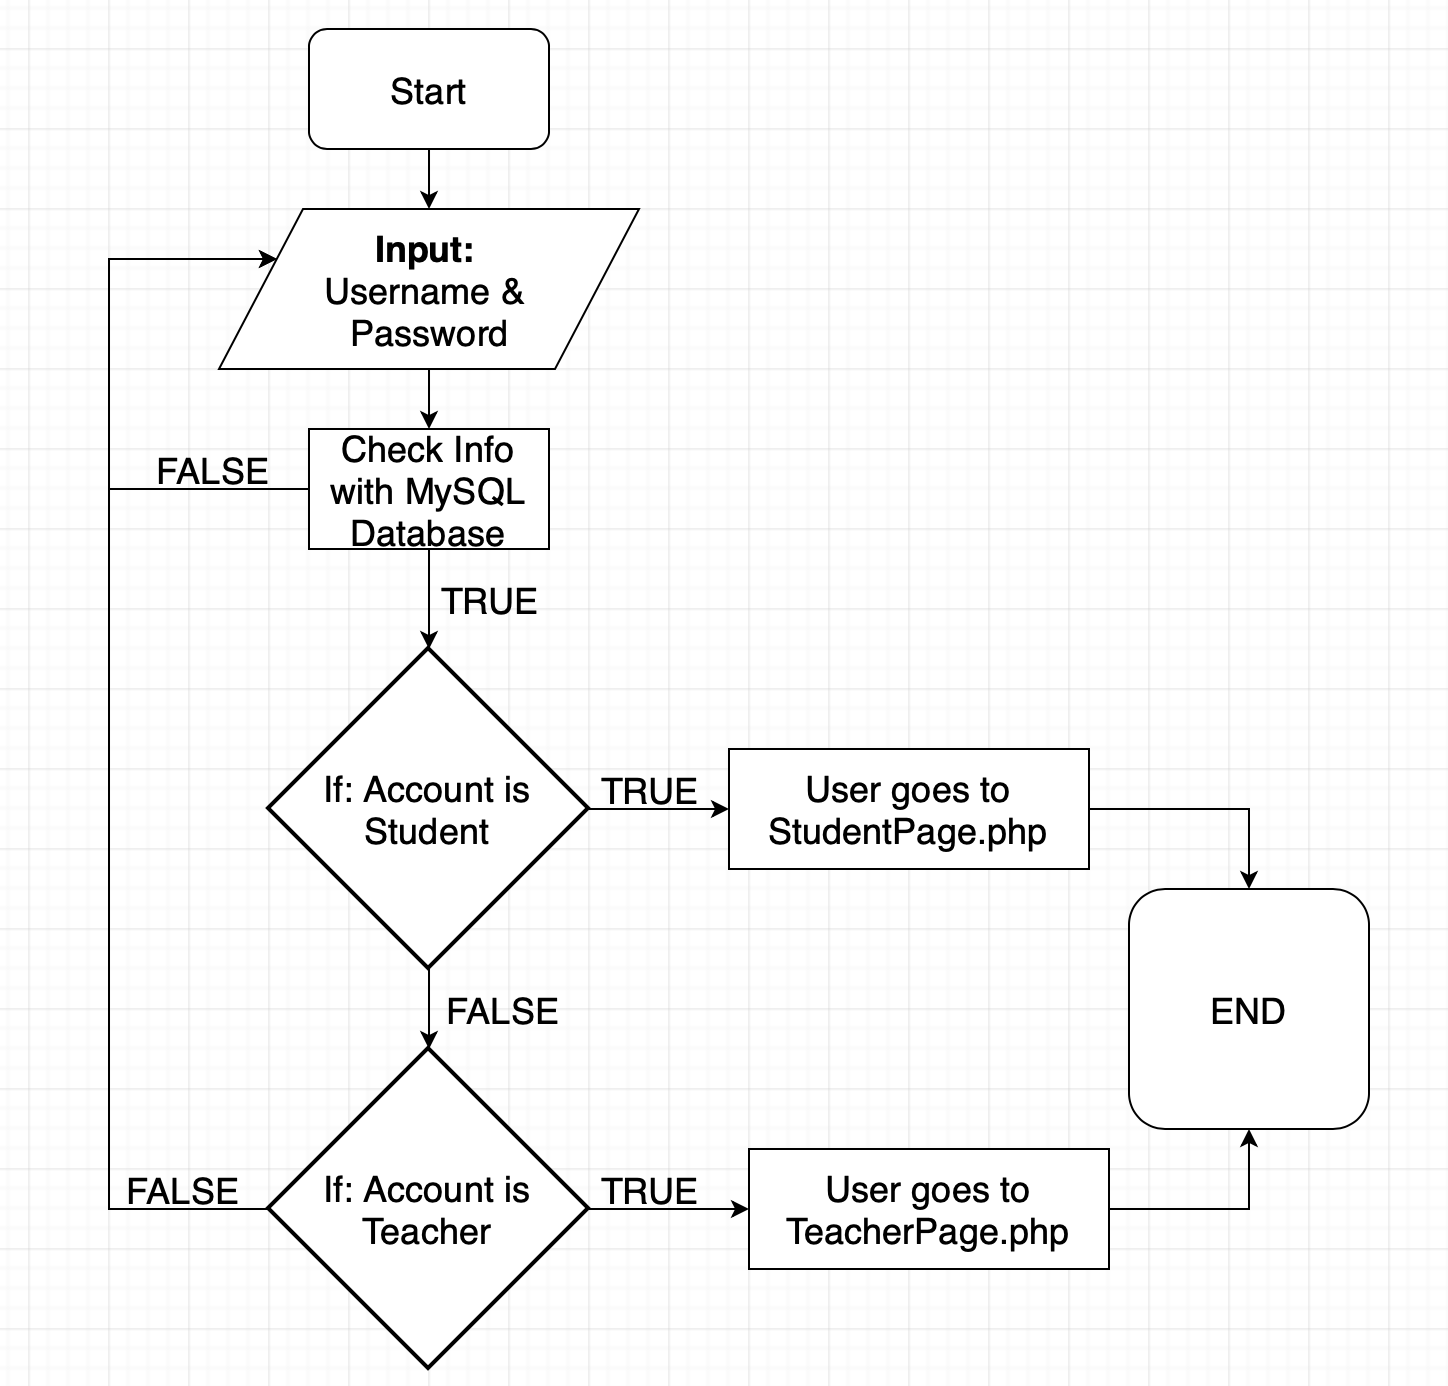 Start
Input:
Username &
Password
Check Info
with MySQL
Database
FALSE
TRUE
If: Account is
Student
TRUE
User goes to
StudentPage.php
FALSE
END
If: Account is
Teacher
FALSE
TRUE
User goes to
TeacherPage.php